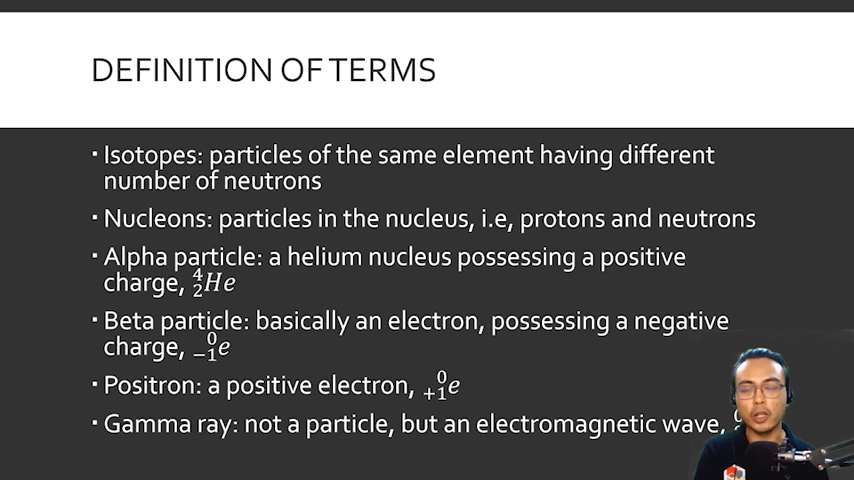 DEFINITION OF TERMS
▪ Isotopes: particles of the same element having different
number of neutrons
▪ Nucleons: particles in the nucleus, i.e, protons and neutrons
▪ Alpha particle: a helium nucleus possessing a positive
charge, ⁴₂He
▪ Beta particle: basically an electron, possessing a negative
charge, ⁰₋₁e
▪ Positron: a positive electron, ⁰₊₁e
▪ Gamma ray: not a particle, but an electromagnetic wave,